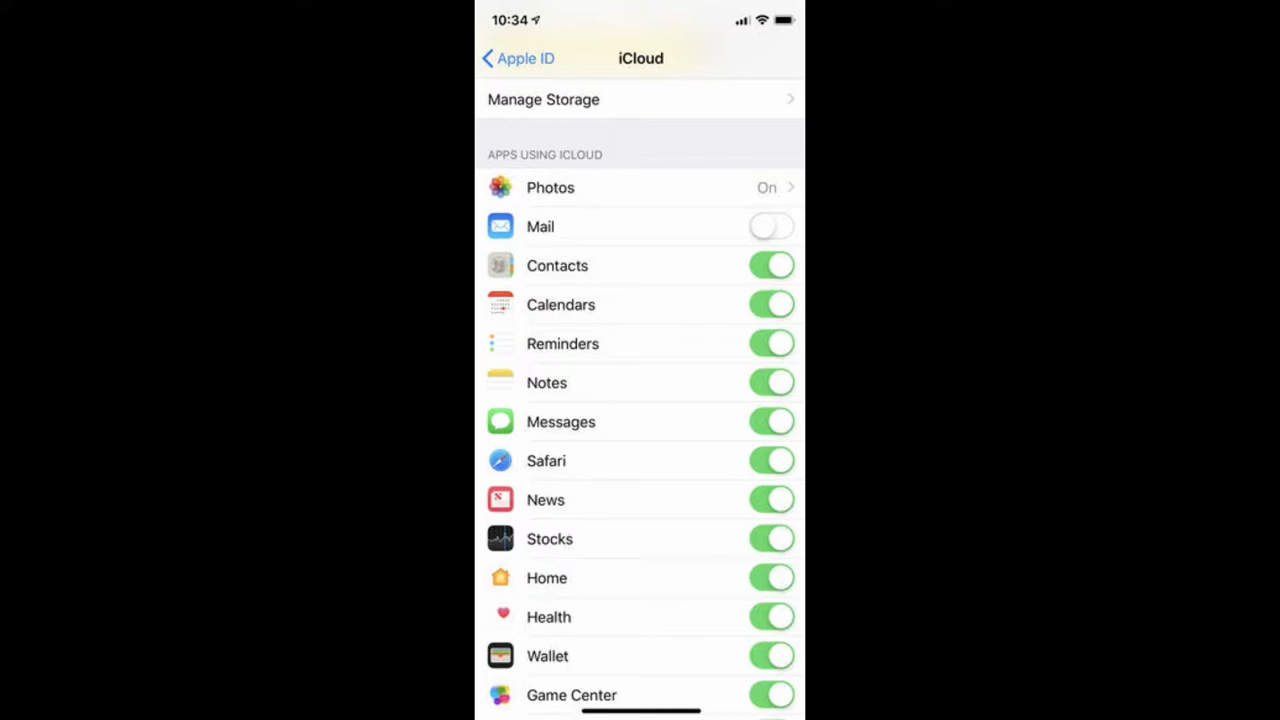 10:34
Apple ID
iCloud
Manage Storage
APPS USING ICLOUD
Photos On
Mail
Contacts
Calendars
Reminders
Notes
Messages
Safari
News
Stocks
Home
Health
Wallet
Game Center